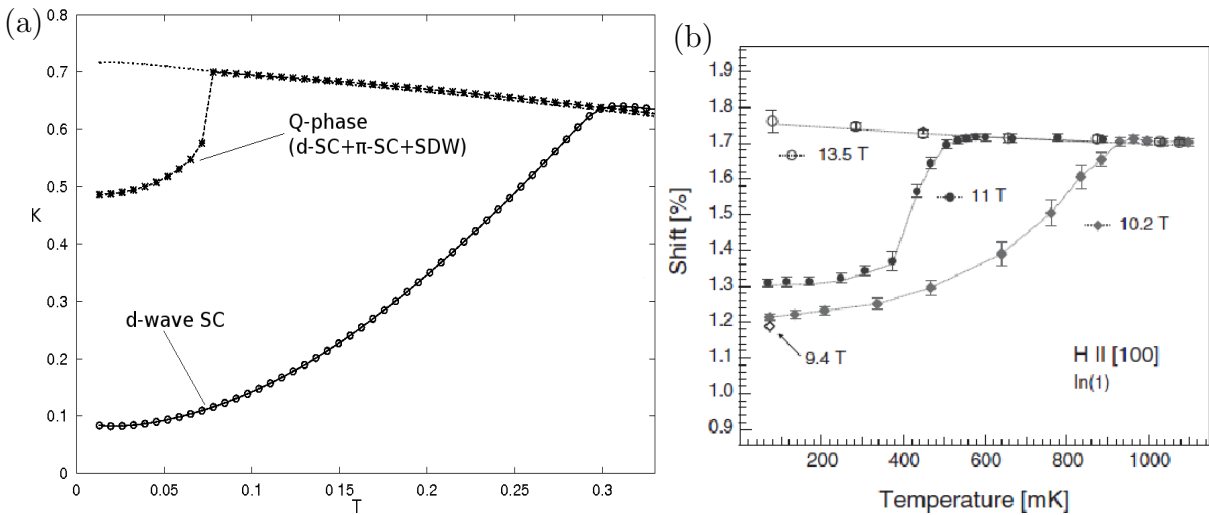 (a)
0.8
0.7
0.6
0.5
K
0.4
0.3
0.2
0.1
0
Q-phase
(d-SC+π-SC+SDW)
d-wave SC
0 0.05 0.1 0.15 0.2 0.25 0.3
T
(b)
1.9
1.8
1.7
1.6
1.5
1.4
1.3
1.2
1.1
1.0
0.9
Shift [%]
13.5 T
11 T
10.2 T
9.4 T
H II [100]
In(1)
200 400 600 800 1000
Temperature [mK]